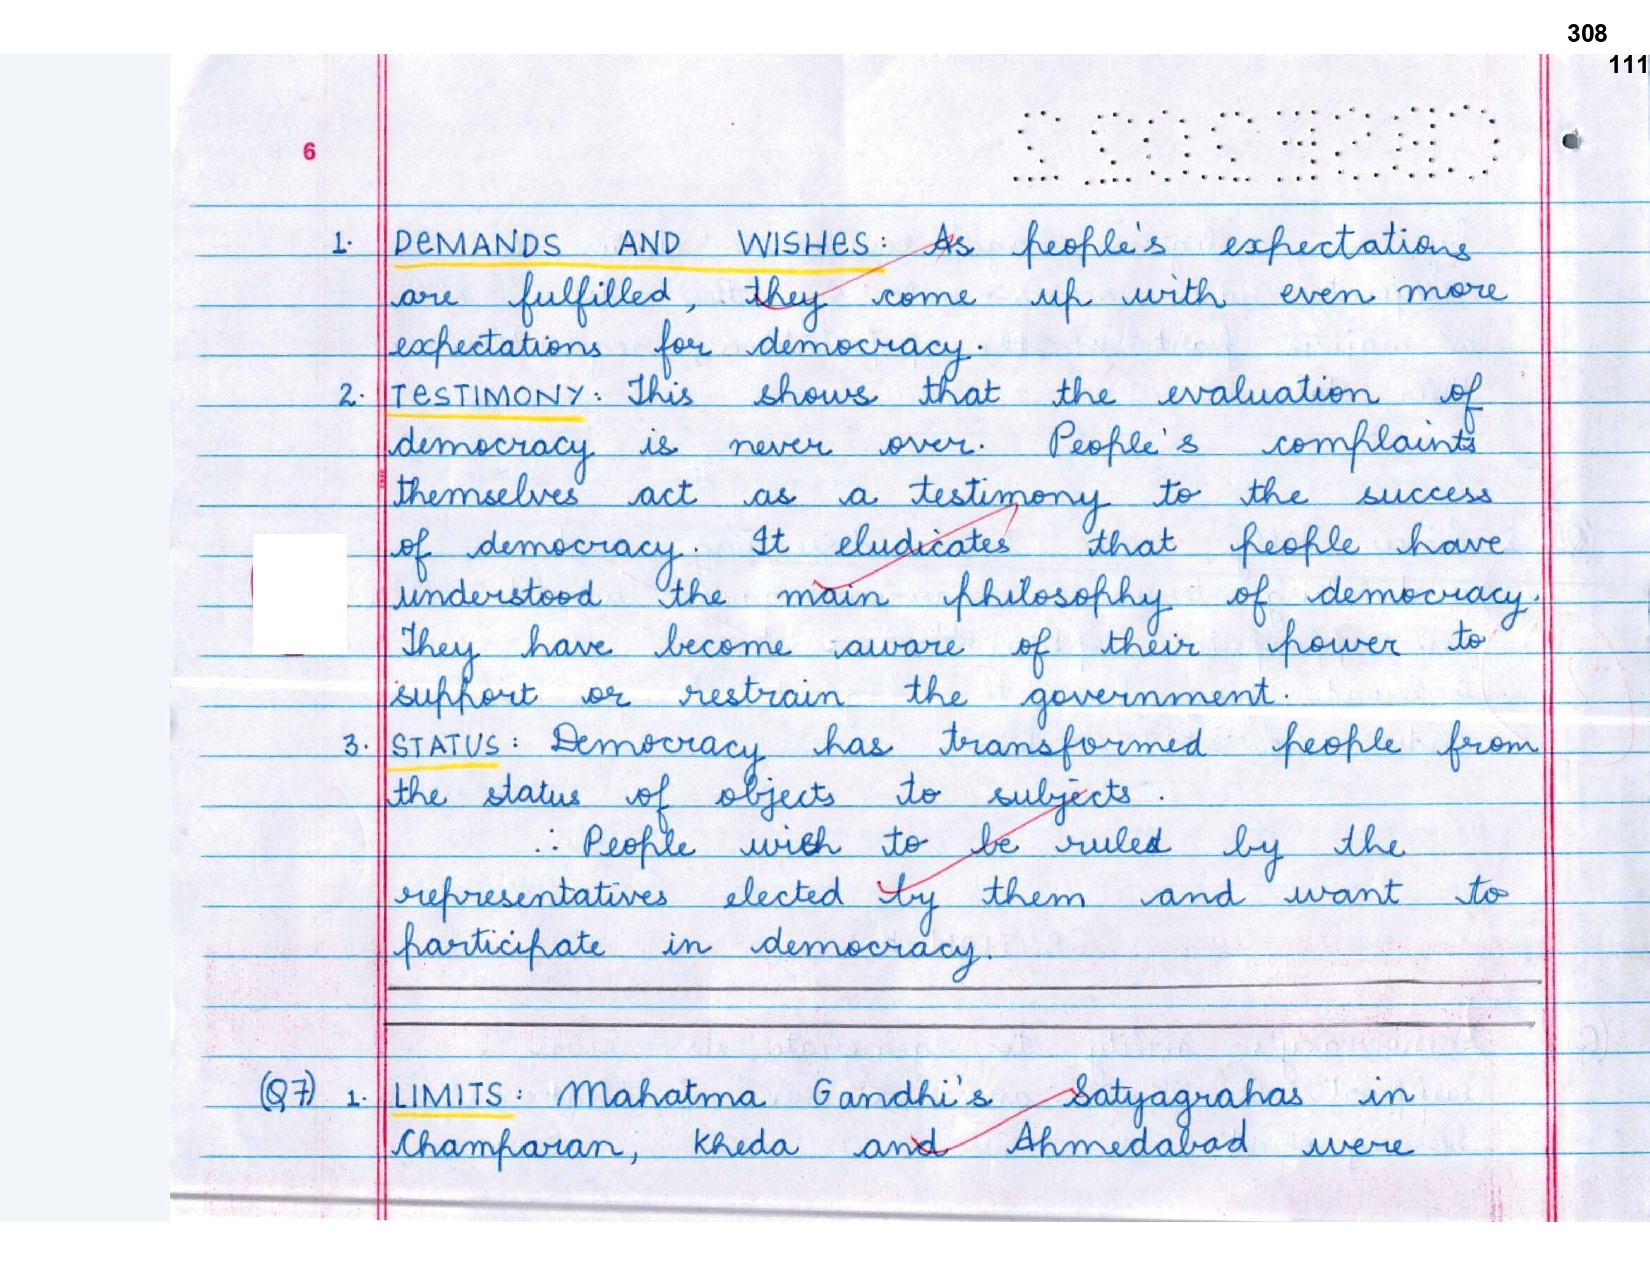 308
111
6
1. DEMANDS AND WISHES: As people's expectations
are fulfilled, they come up with even more
expectations for democracy.
2. TESTIMONY: This shows that the evaluation of
democracy is never over. People's complaints
themselves act as a testimony to the success
of democracy. It eludicates that people have
understood the main philosophy of democracy.
They have become aware of their power to
support or restrain the government.
3. STATUS: Democracy has transformed people from
the status of objects to subjects.
∴ People wish to be ruled by the
representatives elected by them and want to
participate in democracy.
(Q7) 1. LIMITS: Mahatma Gandhi's Satyagrahas in
Champaran, Kheda and Ahmedabad were